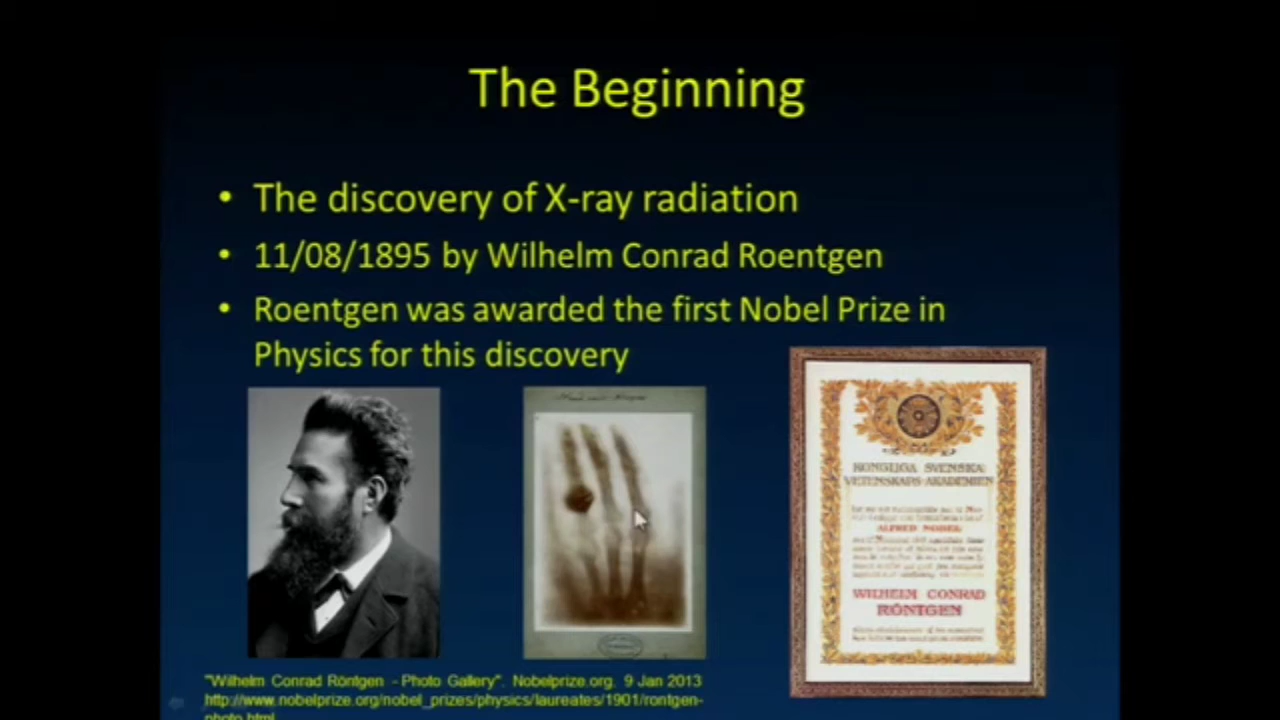 The Beginning
• The discovery of X-ray radiation
• 11/08/1895 by Wilhelm Conrad Roentgen
• Roentgen was awarded the first Nobel Prize in
Physics for this discovery
KONGLIGA SVENSKA
VETENSKAPS-AKADEMIEN
ALFRED NOBEL
WILHELM CONRAD
RÖNTGEN
"Wilhelm Conrad Röntgen - Photo Gallery". Nobelprize.org. 9 Jan 2013
http://www.nobelprize.org/nobel_prizes/physics/laureates/1901/rontgen-
photo.html